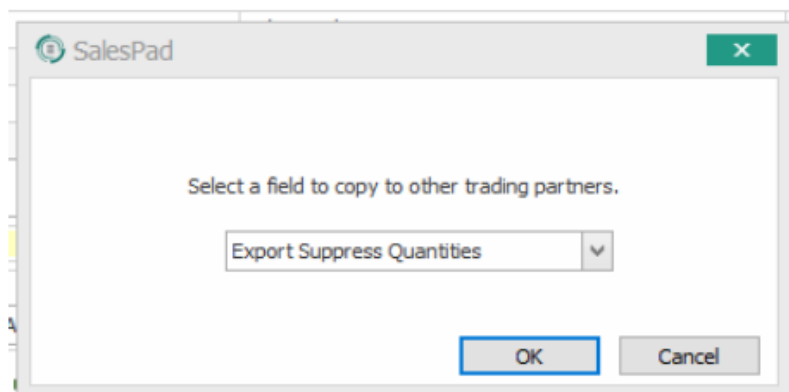 SalesPad
Select a field to copy to other trading partners.
Export Suppress Quantities
OK
Cancel